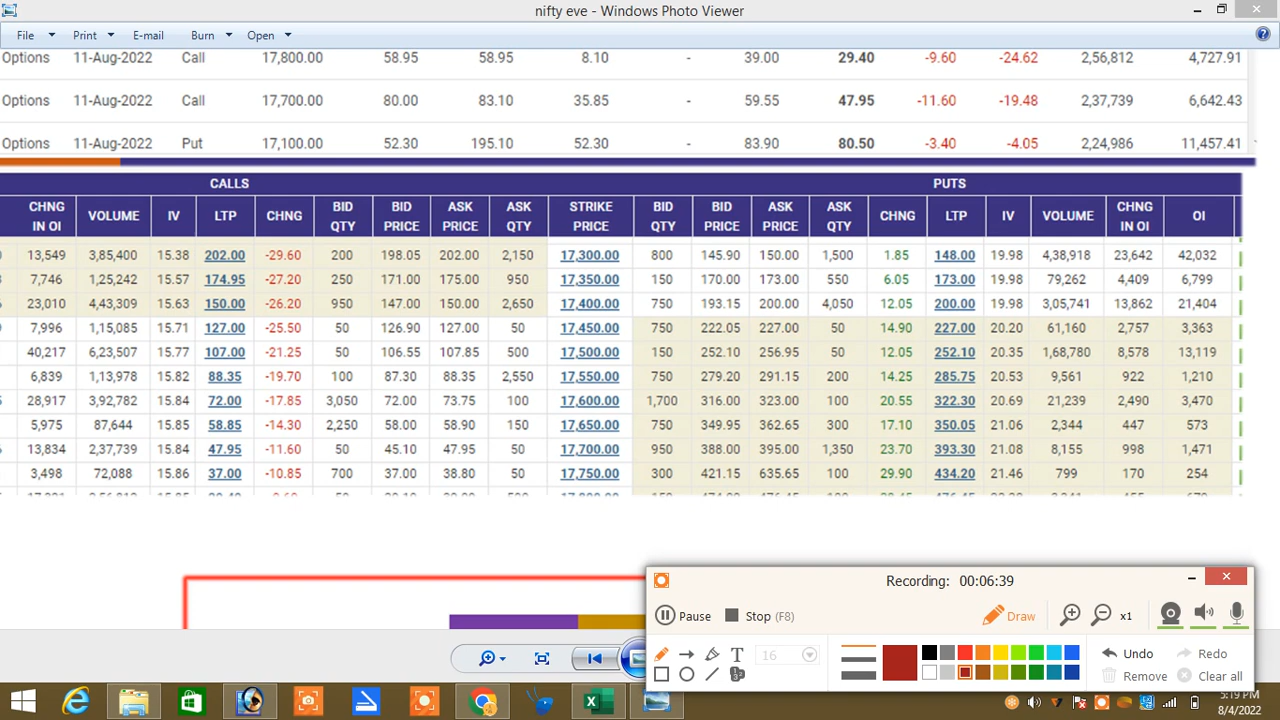 nifty eve - Windows Photo Viewer
File Print E-mail Burn Open
Options 11-Aug-2022 Call 17,800.00 58.95 58.95 8.10 - 39.00 29.40 -9.60 -24.62 2,56,812 4,727.91
Options 11-Aug-2022 Call 17,700.00 80.00 83.10 35.85 - 59.55 47.95 -11.60 -19.48 2,37,739 6,642.43
Options 11-Aug-2022 Put 17,100.00 52.30 195.10 52.30 - 83.90 80.50 -3.40 -4.05 2,24,986 11,457.41
CALLS PUTS
CHNG IN OI VOLUME IV LTP CHNG BID QTY BID PRICE ASK PRICE ASK QTY STRIKE PRICE BID QTY BID PRICE ASK PRICE ASK QTY CHNG LTP IV VOLUME CHNG IN OI OI
13,549 3,85,400 15.38 202.00 -29.60 200 198.05 202.00 2,150 17,300.00 800 145.90 150.00 1,500 1.85 148.00 19.98 4,38,918 23,642 42,032
7,746 1,25,242 15.57 174.95 -27.20 250 171.00 175.00 950 17,350.00 150 170.00 173.00 550 6.05 173.00 19.98 79,262 4,409 6,799
23,010 4,43,309 15.63 150.00 -26.20 950 147.00 150.00 2,650 17,400.00 750 193.15 200.00 4,050 12.05 200.00 19.98 3,05,741 13,862 21,404
7,996 1,15,085 15.71 127.00 -25.50 50 126.90 127.00 50 17,450.00 750 222.05 227.00 50 14.90 227.00 20.20 61,160 2,757 3,363
40,217 6,23,507 15.77 107.00 -21.25 50 106.55 107.85 500 17,500.00 150 252.10 256.95 50 12.05 252.10 20.35 1,68,780 8,578 13,119
6,839 1,13,978 15.82 88.35 -19.70 100 87.30 88.35 2,550 17,550.00 750 279.20 291.15 200 14.25 285.75 20.53 9,561 922 1,210
28,917 3,92,782 15.84 72.00 -17.85 3,050 72.00 73.75 100 17,600.00 1,700 316.00 323.00 100 20.55 322.30 20.69 21,239 2,490 3,470
5,975 87,644 15.85 58.85 -14.30 2,250 58.00 58.90 150 17,650.00 750 349.95 362.65 300 17.10 350.05 21.06 2,344 447 573
13,834 2,37,739 15.84 47.95 -11.60 50 45.10 47.95 50 17,700.00 950 388.00 395.00 1,350 23.70 393.30 21.08 8,155 998 1,471
3,498 72,088 15.86 37.00 -10.85 700 37.00 38.80 50 17,750.00 300 421.15 635.65 100 29.90 434.20 21.46 799 170 254
Recording: 00:06:39
Pause Stop (F8) Draw x1
T 16 Undo Redo
Remove Clear all
5:19 PM
8/4/2022